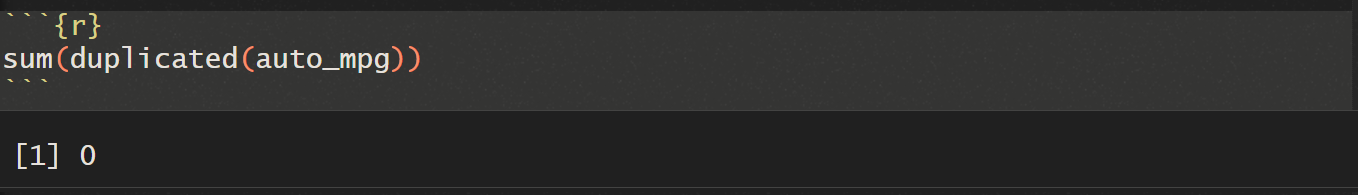 ```{r}
sum(duplicated(auto_mpg))
```
[1] 0